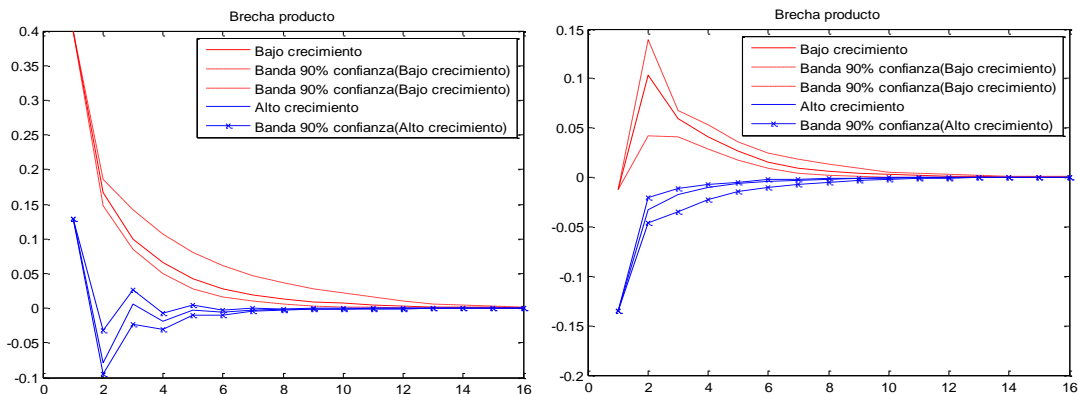 Brecha producto
0.4
0.35
0.3
0.25
0.2
0.15
0.1
0.05
0
-0.05
-0.1
0 2 4 6 8 10 12 14 16
Bajo crecimiento
Banda 90% confianza(Bajo crecimiento)
Banda 90% confianza(Bajo crecimiento)
Alto crecimiento
Banda 90% confianza(Alto crecimiento)
Brecha producto
0.15
0.1
0.05
0
-0.05
-0.1
-0.15
-0.2
0 2 4 6 8 10 12 14 16
Bajo crecimiento
Banda 90% confianza(Bajo crecimiento)
Banda 90% confianza(Bajo crecimiento)
Alto crecimiento
Banda 90% confianza(Alto crecimiento)